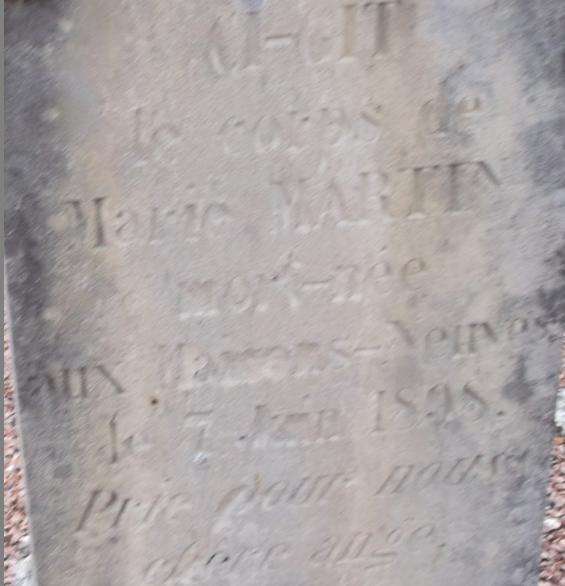 CI-GIT
le corps de
Marie MARTIN
mort-née
aux Maisons-Neuves
le 7 Juin 1898.
Prie pour nous
chère ange.